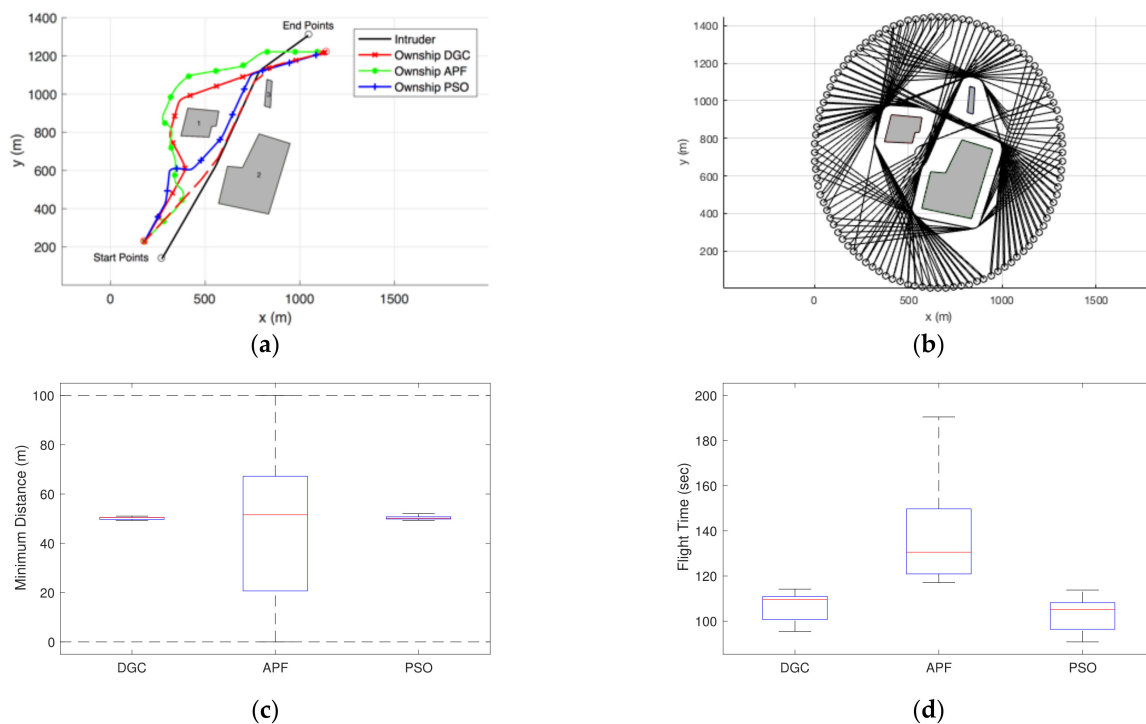 End Points
Intruder
Ownship DGC
Ownship APF
Ownship PSO
1400
1200
1000
800
600
400
200
y (m)
1
2
Start Points
0
500
1000
1500
x (m)
(a)
1400
1200
1000
800
600
400
200
y (m)
0
500
1000
1500
x (m)
(b)
100
80
60
40
20
0
Minimum Distance (m)
DGC
APF
PSO
(c)
200
180
160
140
120
100
Flight Time (sec)
DGC
APF
PSO
(d)